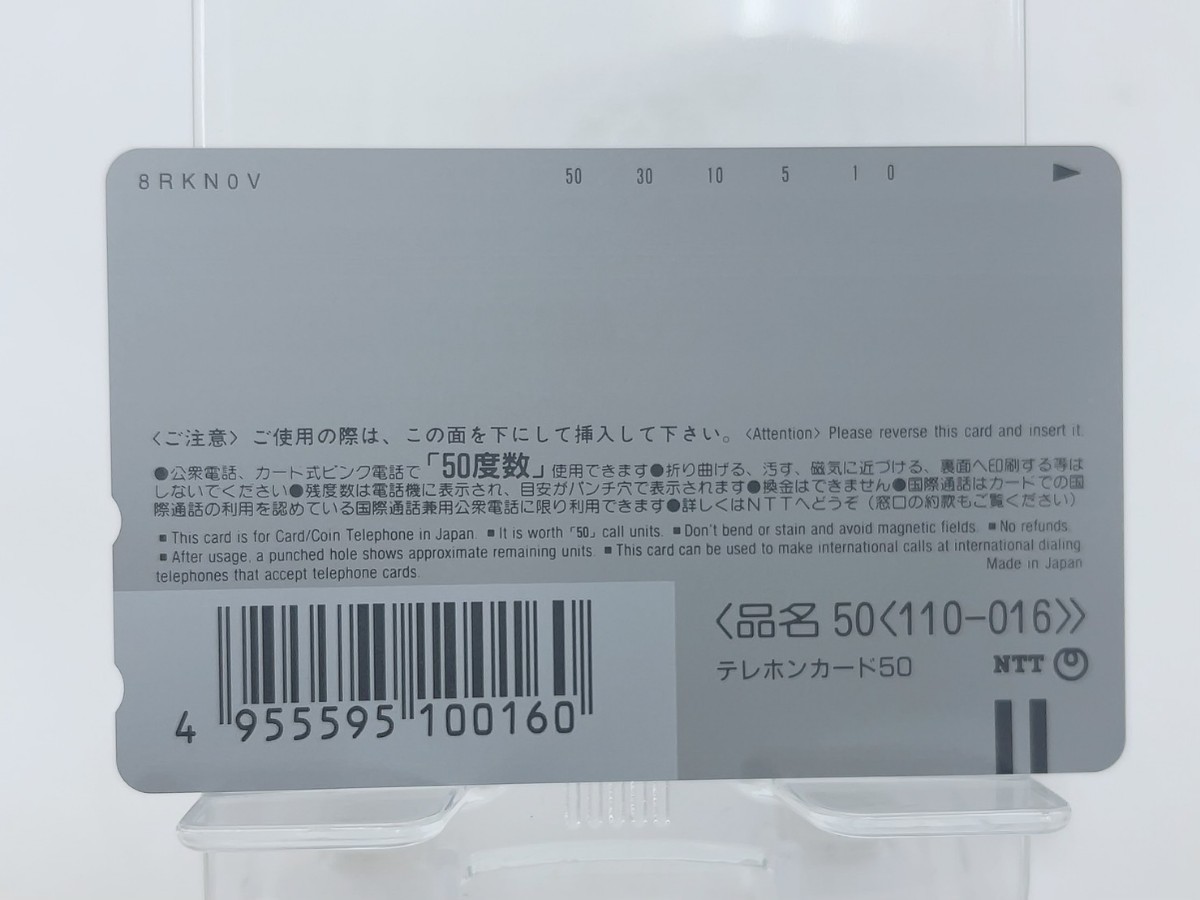 8RKN0V 50 30 10 5 1 0
〈ご注意〉ご使用の際は、この面を下にして挿入して下さい。〈Attention〉 Please reverse this card and insert it.
●公衆電話、カード式ピンク電話で「50度数」使用できます●折り曲げる、汚す、磁気に近づける、裏面へ印刷する等は
しないでください●残度数は電話機に表示され、目安がパンチ穴で表示されます●換金はできません●国際通話はカードでの国
際通話の利用を認めている国際通話兼用公衆電話に限り利用できます●詳しくはNTTへどうぞ（窓口の約款もご覧ください）
■ This card is for Card/Coin Telephone in Japan. ■ It is worth「50」call units. ■ Don't bend or stain and avoid magnetic fields. ■ No refunds.
■ After usage, a punched hole shows approximate remaining units. ■ This card can be used to make international calls at international dialing
telephones that accept telephone cards.
Made in Japan
〈品名 50〈110-016〉〉
テレホンカード50 NTT
4 955595 100160